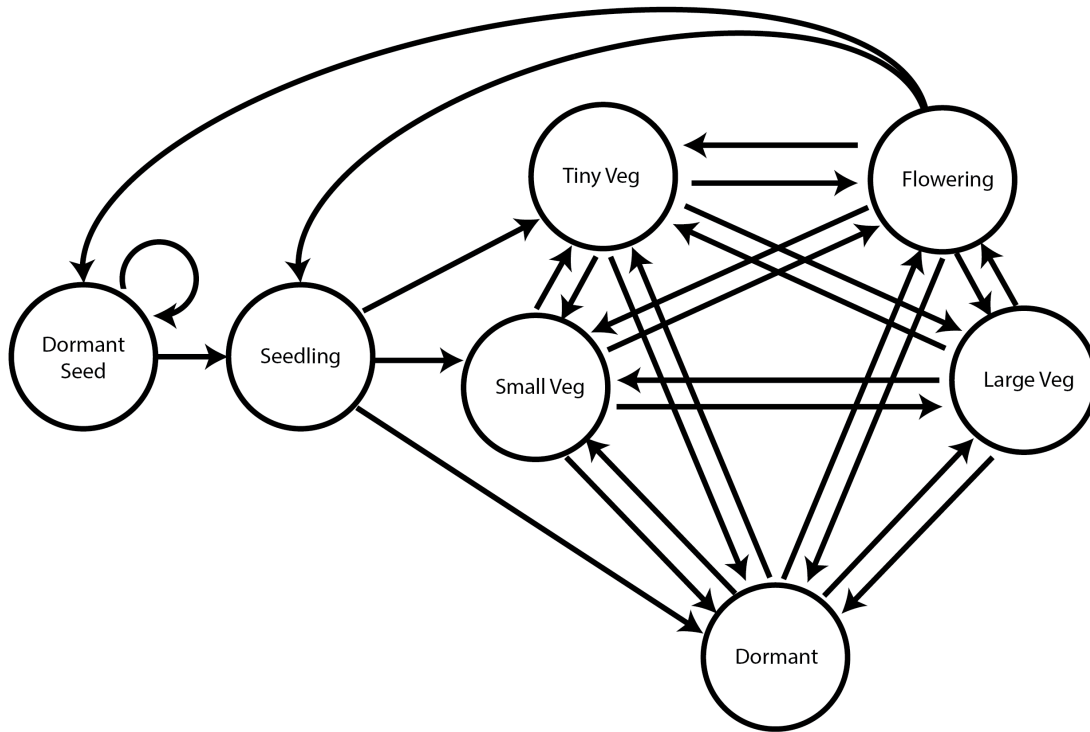 Tiny Veg
Flowering
Dormant
Seed
Seedling
Small Veg
Large Veg
Dormant